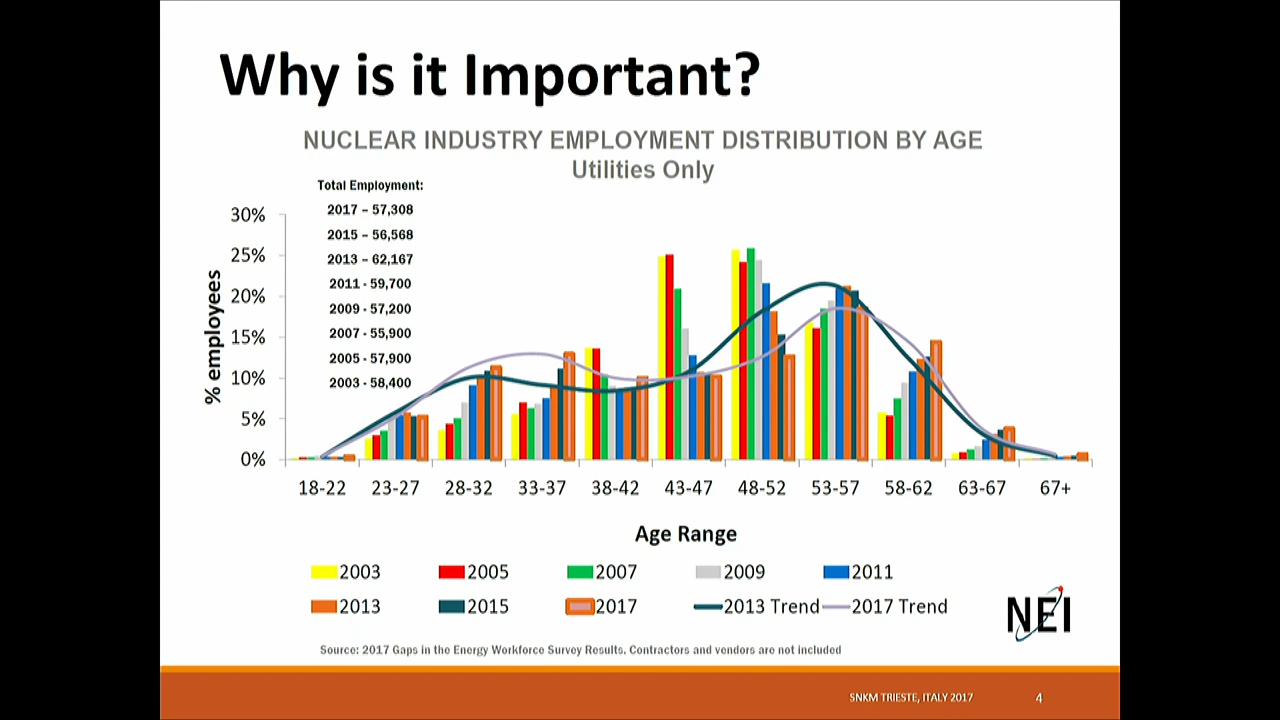 Why is it Important?
NUCLEAR INDUSTRY EMPLOYMENT DISTRIBUTION BY AGE
Utilities Only
Total Employment:
2017 – 57,308
2015 – 56,568
2013 – 62,167
2011 - 59,700
2009 - 57,200
2007 - 55,900
2005 - 57,900
2003 - 58,400
% employees
30%
25%
20%
15%
10%
5%
0%
18-22 23-27 28-32 33-37 38-42 43-47 48-52 53-57 58-62 63-67 67+
Age Range
2003 2005 2007 2009 2011
2013 2015 2017 2013 Trend 2017 Trend
NEI
Source: 2017 Gaps in the Energy Workforce Survey Results. Contractors and vendors are not included
SNKM TRIESTE, ITALY 2017 4